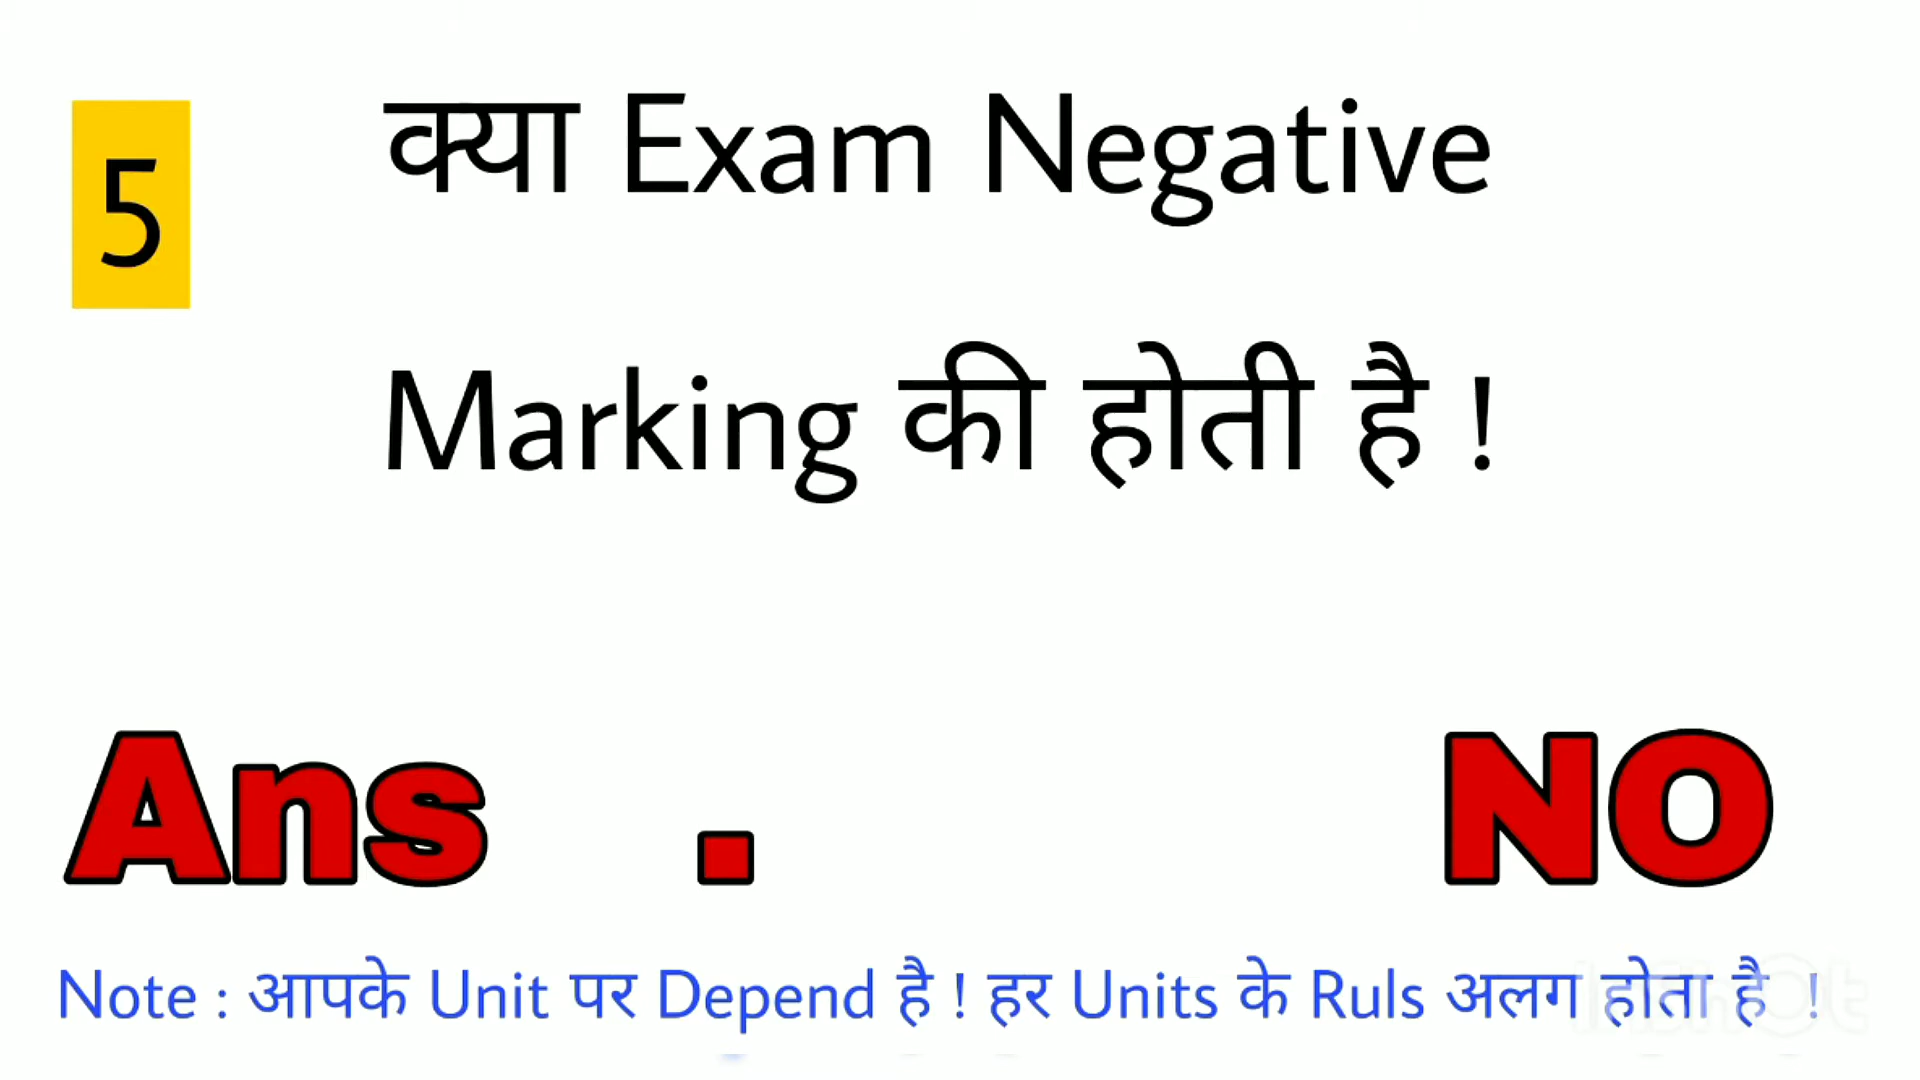 5
क्या Exam Negative
Marking की होती है !
Ans . NO
Note : आपके Unit पर Depend है ! हर Units के Ruls अलग होता है !